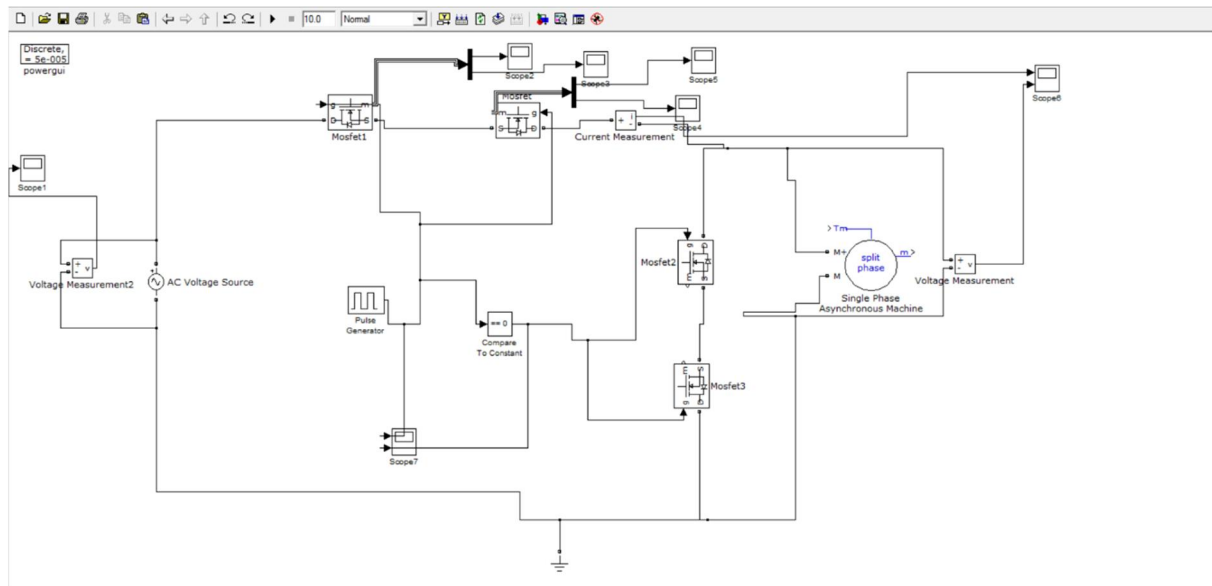 10.0
Normal
Discrete,
= 5e-005
powergui
Scope2
Scope3
Scope5
Scope6
g
m
D
S
Mosfet1
Mosfet
m
g
S
D
+
i
-
Current Measurement
Scope4
Scope1
+
-
v
Voltage Measurement2
AC Voltage Source
Pulse
Generator
== 0
Compare
To Constant
Scope7
g
D
m
S
Mosfet2
m
S
g
D
Mosfet3
Tm
M+
M
split
phase
m
Single Phase
Asynchronous Machine
+
-
v
Voltage Measurement